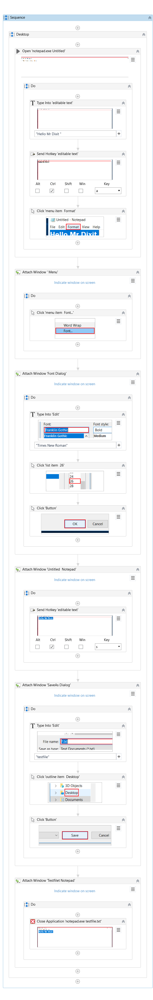 Sequence
Desktop
Open 'notepad.exe Untitled'
Do
Type Into 'editable text'
"Hello Mr Dixit "
Send Hotkey 'editable text'
Hello Mr Dixit
Alt Ctrl Shift Win Key
a
Click 'menu item Format'
Untitled - Notepad
File Edit Format View Help
Hello Mr Dixit
Attach Window ' Menu'
Indicate window on screen
Do
Click 'menu item Font...'
Word Wrap
Font...
Attach Window 'Font Dialog'
Indicate window on screen
Do
Type Into 'Edit'
Font: Font style:
Franklin Gothic Bold
Franklin Gothic Medium
"Times New Roman"
Click 'list item 26'
24
26
28
Click 'Button'
OK Cancel
Attach Window 'Untitled Notepad'
Indicate window on screen
Do
Send Hotkey 'editable text'
Hello Mr Dixit
Alt Ctrl Shift Win Key
s
Attach Window 'SaveAs Dialog'
Indicate window on screen
Do
Type Into 'Edit'
File name: *.txt
Save as type: Text Documents (*.txt)
"testfile"
Click 'outline item Desktop'
3D Objects
Desktop
Documents
Click 'Button'
Save Cancel
Attach Window 'Testfilet Notepad'
Indicate window on screen
Do
Close Application 'notepad.exe testfile.txt'
Hello Mr Dixit